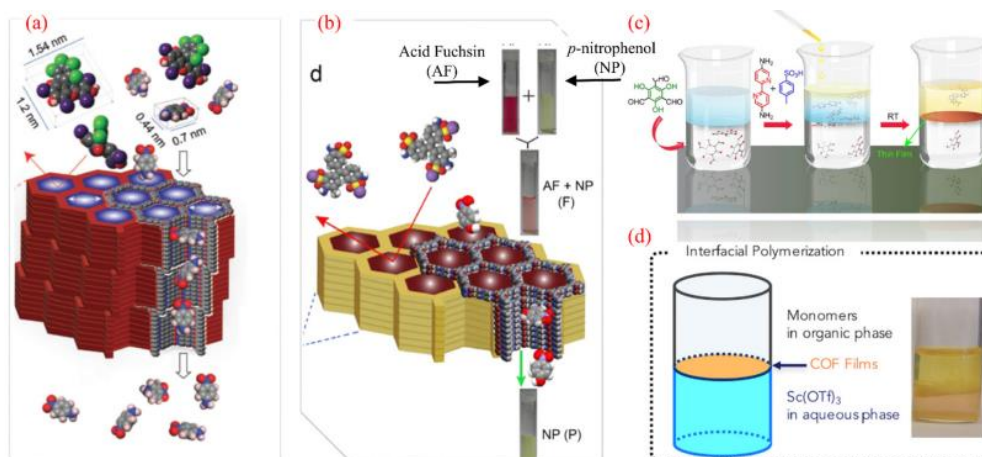 (a)
1.54 nm
1.2 nm
0.44 nm
0.7 nm
(b)
d
Acid Fuchsin
(AF)
p-nitrophenol
(NP)
+
AF + NP
(F)
NP (P)
(c)
+
RT
Thin Film
(d)
Interfacial Polymerization
Monomers
in organic phase
COF Films
Sc(OTf)3
in aqueous phase